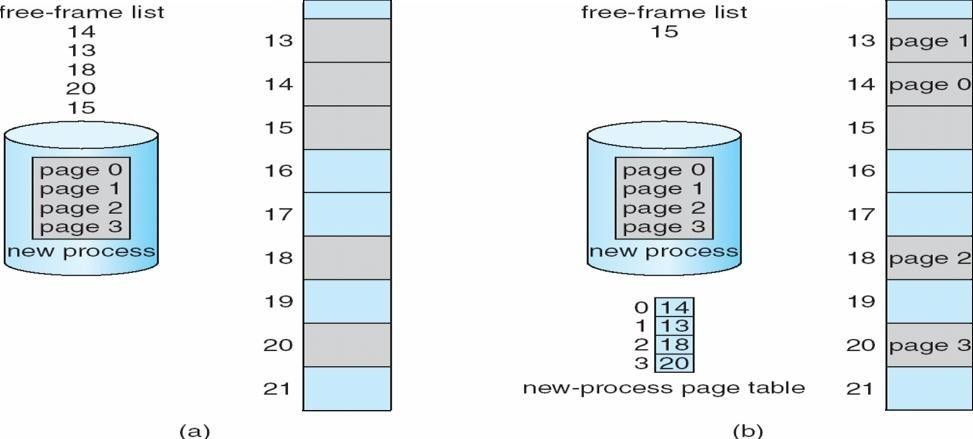 free-frame list
14
13
18
20
15
page 0
page 1
page 2
page 3
new process
13
14
15
16
17
18
19
20
21
(a)
free-frame list
15
page 0
page 1
page 2
page 3
new process
0 14
1 13
2 18
3 20
new-process page table
13 page 1
14 page 0
15
16
17
18 page 2
19
20 page 3
21
(b)